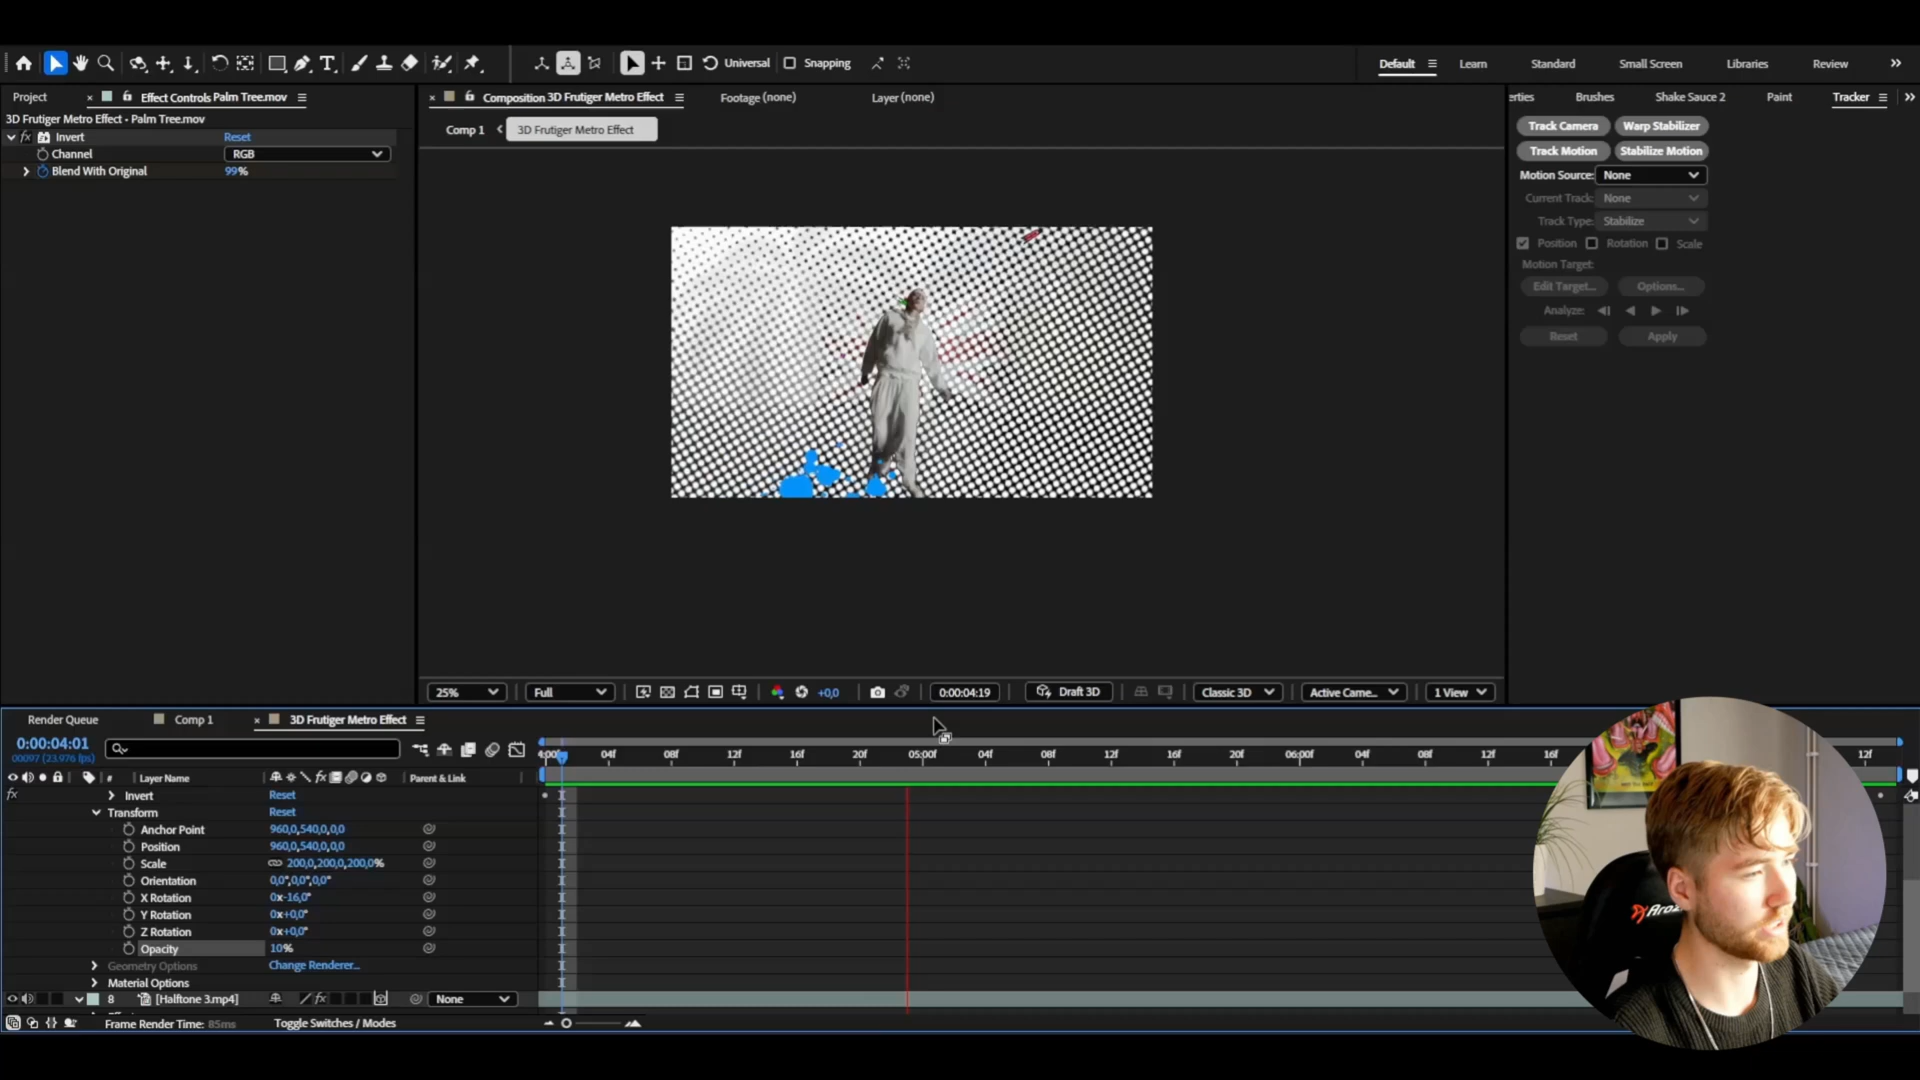 Universal
Snapping
Default
Learn
Standard
Small Screen
Libraries
Review
Project
Effect Controls Palm Tree.mov
Composition 3D Frutiger Metro Effect
Footage (none)
Layer (none)
erties
Brushes
Shake Sauce 2
Paint
Tracker
3D Frutiger Metro Effect • Palm Tree.mov
fx Invert
Reset
Channel
RGB
Blend With Original
99%
Comp 1
3D Frutiger Metro Effect
Track Camera
Warp Stabilizer
Track Motion
Stabilize Motion
Motion Source: None
Current Track: None
Track Type: Stabilize
Position
Rotation
Scale
Motion Target:
Edit Target...
Options...
Analyze:
Reset
Apply
25%
Full
+0,0
0:00:04:19
Draft 3D
Classic 3D
Active Came...
1 View
Render Queue
Comp 1
3D Frutiger Metro Effect
0:00:04:01
00097 (23.976 fps)
4:00f 04f 08f 12f 16f 20f 05:00f 04f 08f 12f 16f 20f 06:00f 04f 08f 12f 16f 12f
# Layer Name
Parent & Link
fx Invert
Reset
Transform
Reset
Anchor Point
960,0,540,0,0,0
Position
960,0,540,0,0,0
Scale
200,0,200,0,200,0%
Orientation
0,0°,0,0°,0,0°
X Rotation
0x-16,0°
Y Rotation
0x+0,0°
Z Rotation
0x+0,0°
Opacity
10%
Geometry Options
Change Renderer...
Material Options
8 [Halftone 3.mp4]
fx
None
Frame Render Time: 85ms
Toggle Switches / Modes